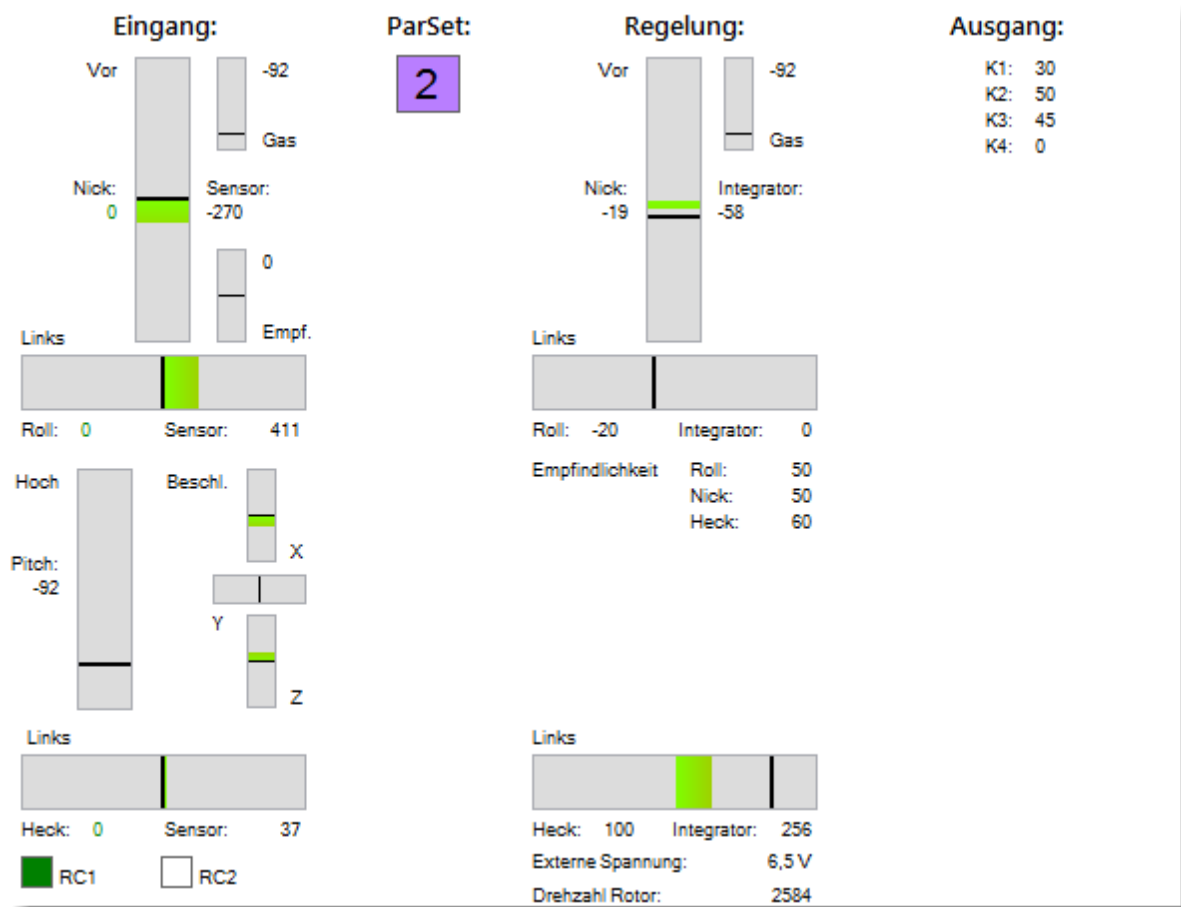 Eingang: ParSet: Regelung: Ausgang:
Vor -92 2 Vor -92 K1: 30
K2: 50
K3: 45
Gas Gas K4: 0
Nick: Sensor: Nick: Integrator:
0 -270 -19 -58
0
Links Empf. Links
Roll: 0 Sensor: 411 Roll: -20 Integrator: 0
Hoch Beschl. Empfindlichkeit Roll: 50
Nick: 50
Heck: 60
X
Pitch:
-92
Y
Z
Links Links
Heck: 0 Sensor: 37 Heck: 100 Integrator: 256
RC1 RC2 Externe Spannung: 6,5 V
Drehzahl Rotor: 2584